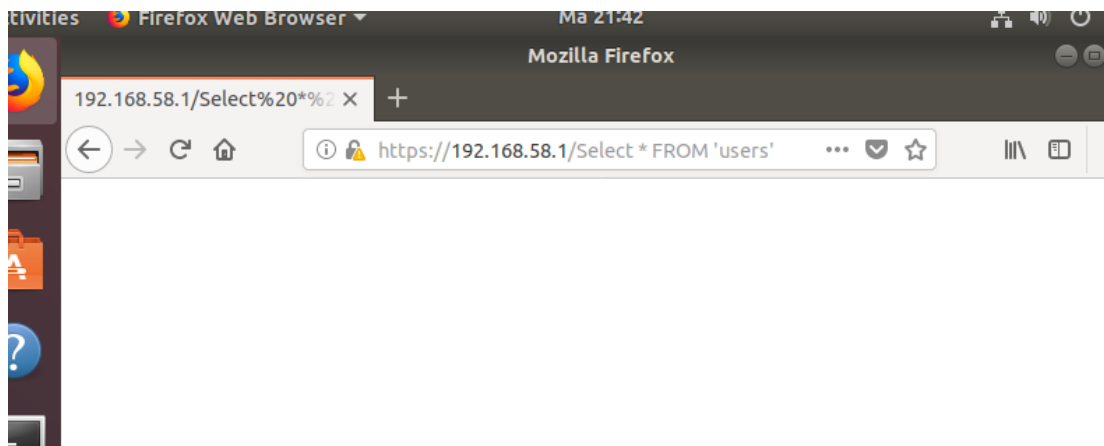 tivities Firefox Web Browser Ma 21:42
Mozilla Firefox
192.168.58.1/Select%20*%2
https://192.168.58.1/Select * FROM 'users'